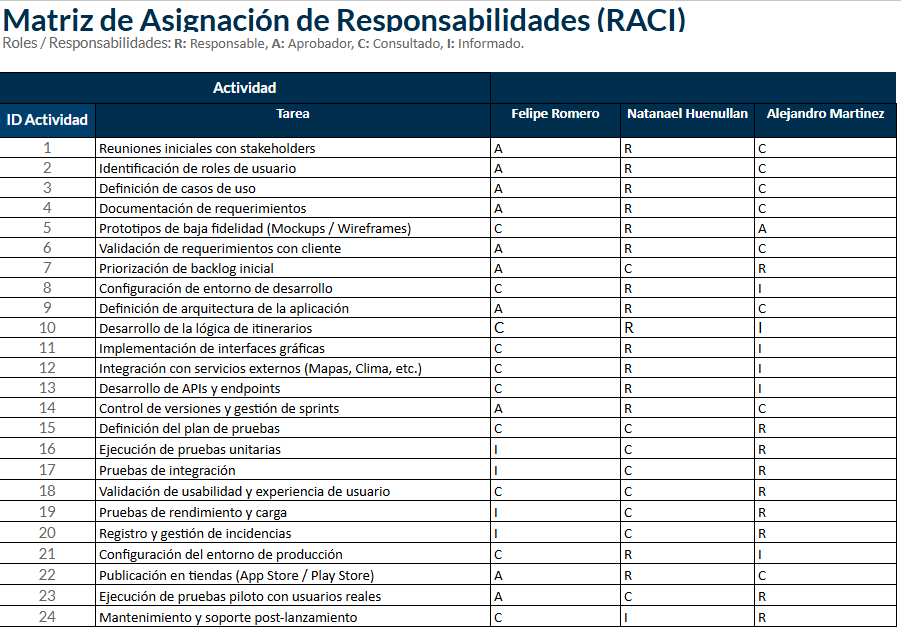 Matriz de Asignación de Responsabilidades (RACI)
Roles / Responsabilidades: R: Responsable, A: Aprobador, C: Consultado, I: Informado.
Actividad
ID Actividad Tarea Felipe Romero Natanael Huenullan Alejandro Martinez
1 Reuniones iniciales con stakeholders A R C
2 Identificación de roles de usuario A R C
3 Definición de casos de uso A R C
4 Documentación de requerimientos A R C
5 Prototipos de baja fidelidad (Mockups / Wireframes) C R A
6 Validación de requerimientos con cliente A R C
7 Priorización de backlog inicial A C R
8 Configuración de entorno de desarrollo C R I
9 Definición de arquitectura de la aplicación A R C
10 Desarrollo de la lógica de itinerarios C R I
11 Implementación de interfaces gráficas C R I
12 Integración con servicios externos (Mapas, Clima, etc.) C R I
13 Desarrollo de APIs y endpoints C R I
14 Control de versiones y gestión de sprints A R C
15 Definición del plan de pruebas C C R
16 Ejecución de pruebas unitarias I C R
17 Pruebas de integración I C R
18 Validación de usabilidad y experiencia de usuario C C R
19 Pruebas de rendimiento y carga I C R
20 Registro y gestión de incidencias I C R
21 Configuración del entorno de producción C R I
22 Publicación en tiendas (App Store / Play Store) A R C
23 Ejecución de pruebas piloto con usuarios reales A C R
24 Mantenimiento y soporte post-lanzamiento C I R